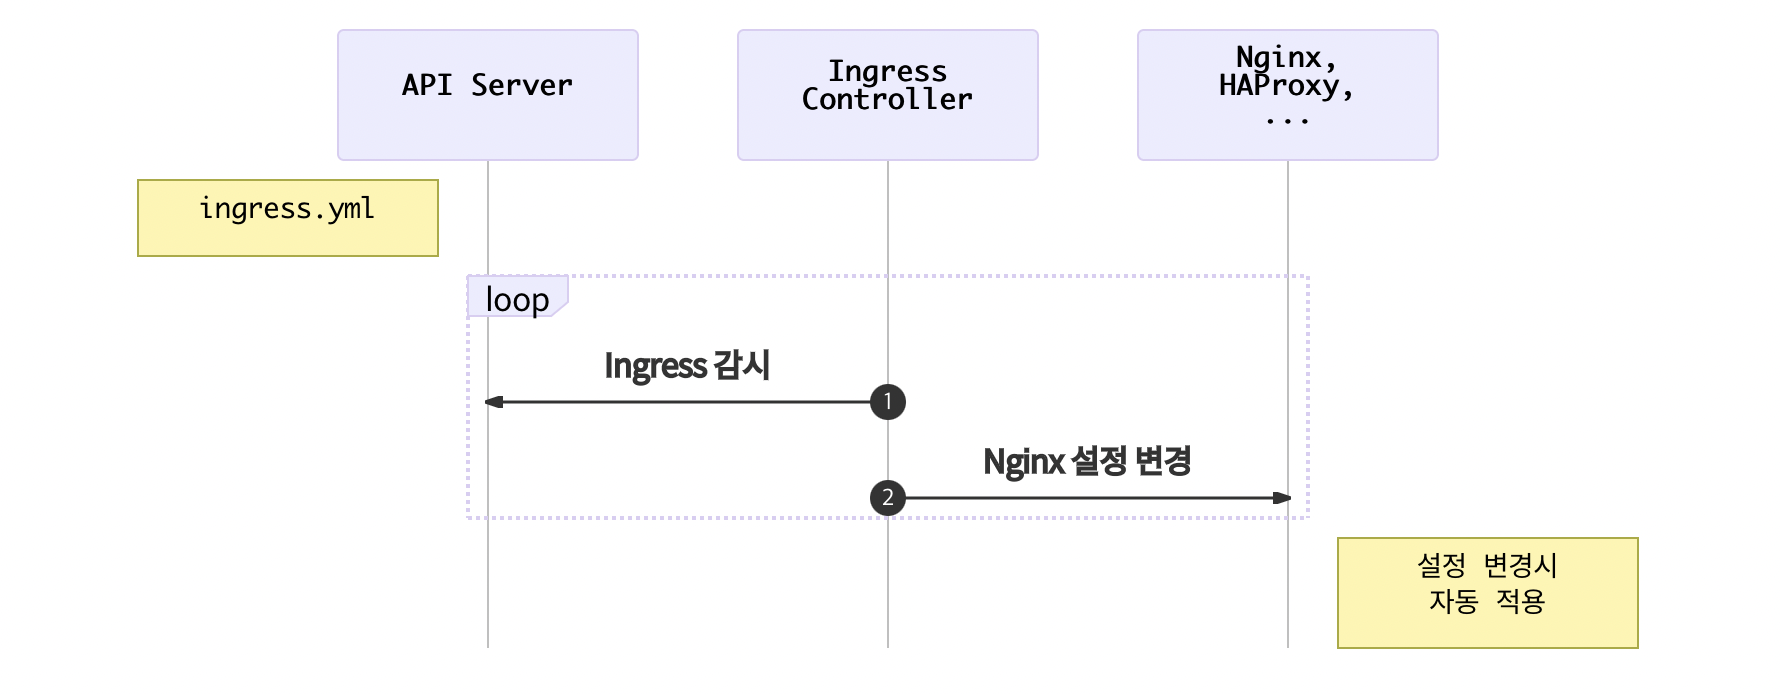 API Server
Ingress
Controller
Nginx,
HAProxy,
...
ingress.yml
loop
Ingress 감시
1
Nginx 설정 변경
2
설정 변경시
자동 적용